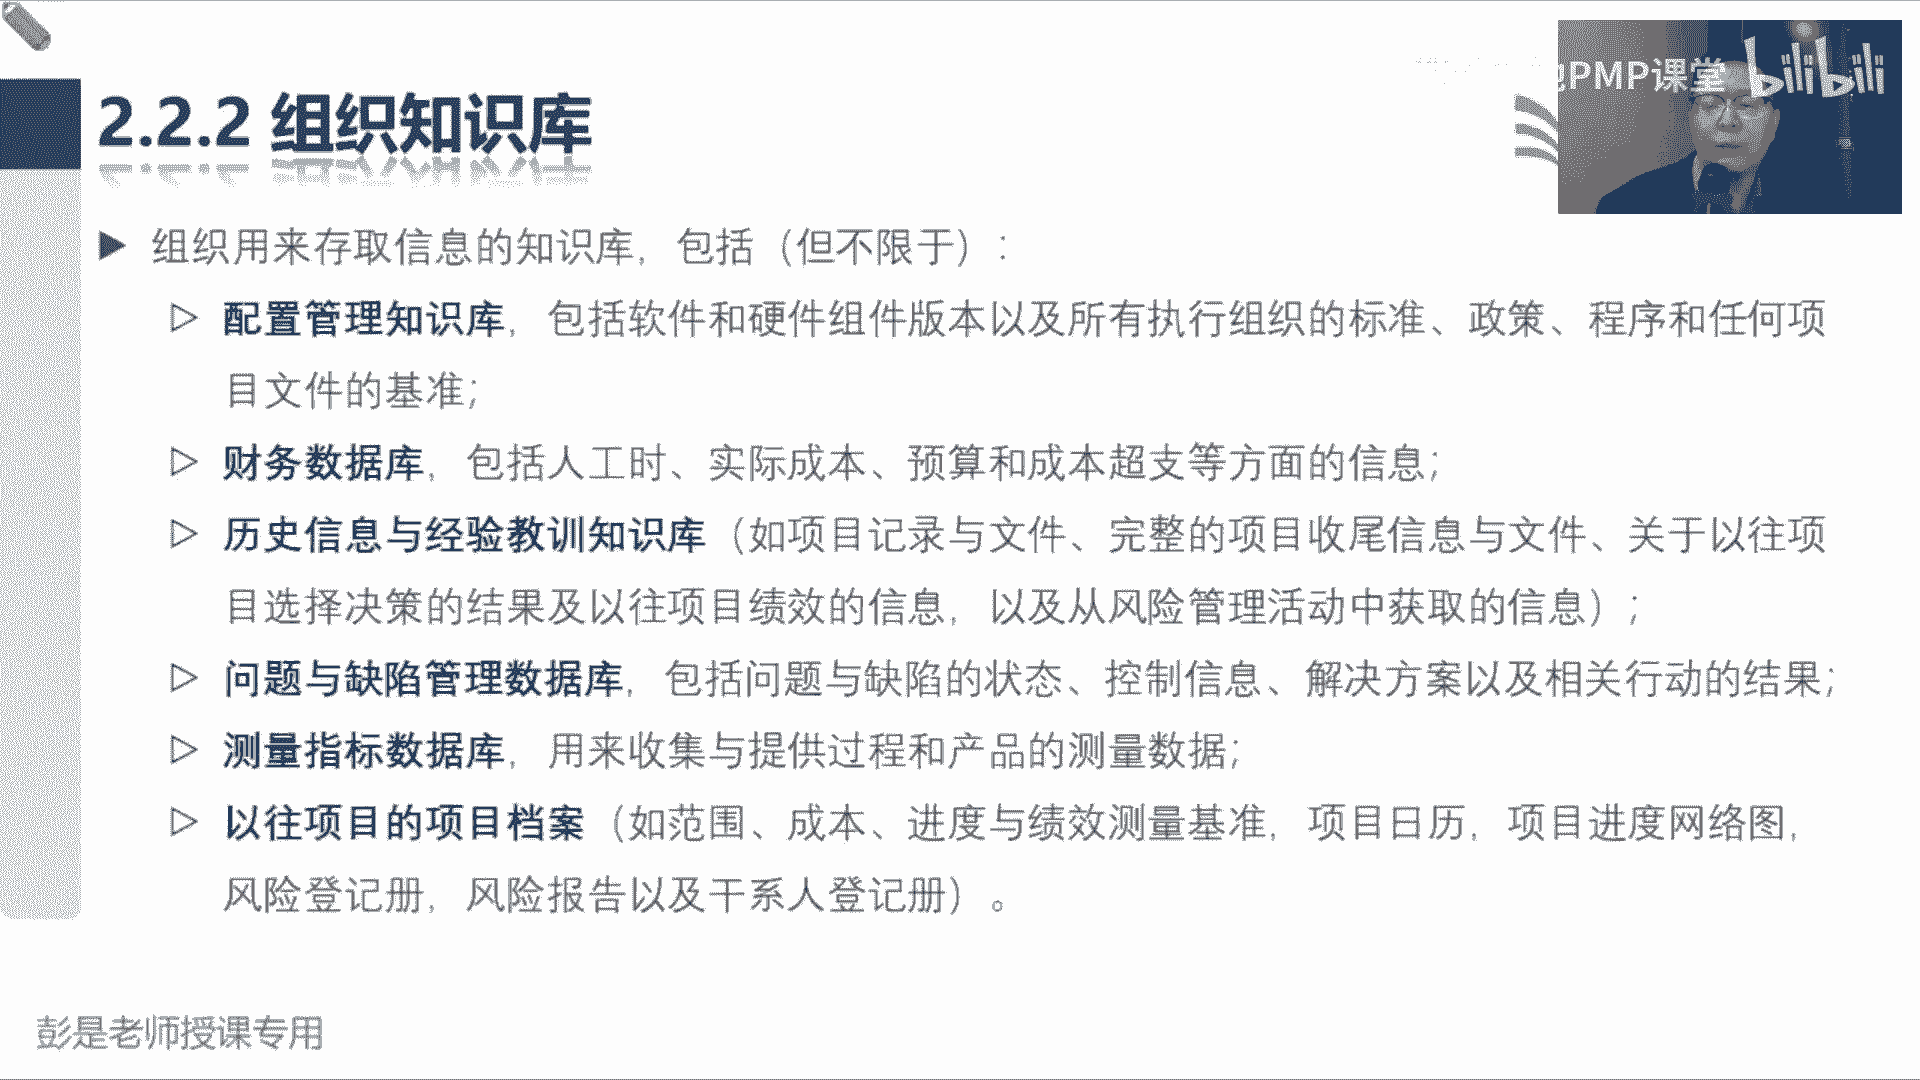 PMP课堂 bilibili
2.2.2 组织知识库
组织用来存取信息的知识库，包括（但不限于）：
配置管理知识库，包括软件和硬件组件版本以及所有执行组织的标准、政策、程序和任何项
目文件的基准；
财务数据库，包括人工时、实际成本、预算和成本超支等方面的信息；
历史信息与经验教训知识库（如项目记录与文件、完整的项目收尾信息与文件、关于以往项
目选择决策的结果及以往项目绩效的信息，以及从风险管理活动中获取的信息）；
问题与缺陷管理数据库，包括问题与缺陷的状态、控制信息、解决方案以及相关行动的结果；
测量指标数据库，用来收集与提供过程和产品的测量数据；
以往项目的项目档案（如范围、成本、进度与绩效测量基准，项目日历，项目进度网络图，
风险登记册，风险报告以及干系人登记册）。
彭是老师授课专用